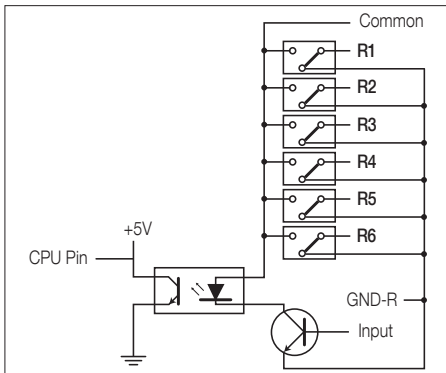 Common
R1
R2
R3
R4
R5
R6
+5V
CPU Pin
GND-R
Input